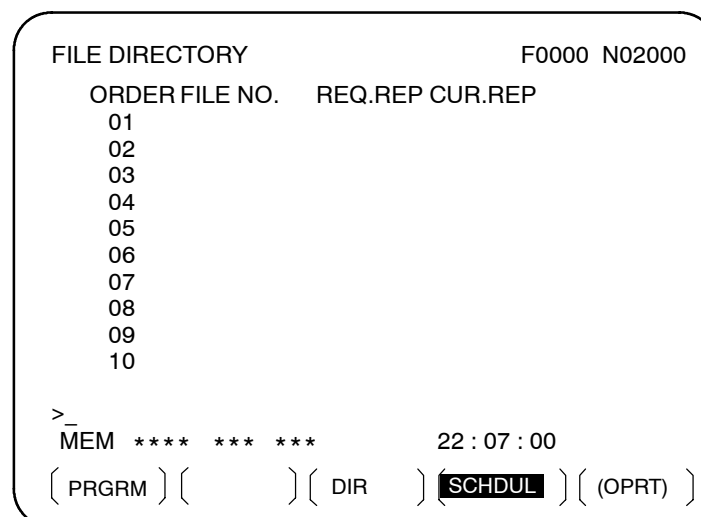 FILE DIRECTORY F0000 N02000
ORDER FILE NO. REQ.REP CUR.REP
01
02
03
04
05
06
07
08
09
10
>_
MEM **** *** *** 22 : 07 : 00
[ PRGRM ] [ ] [ DIR ] [ SCHDUL ] [ (OPRT) ]